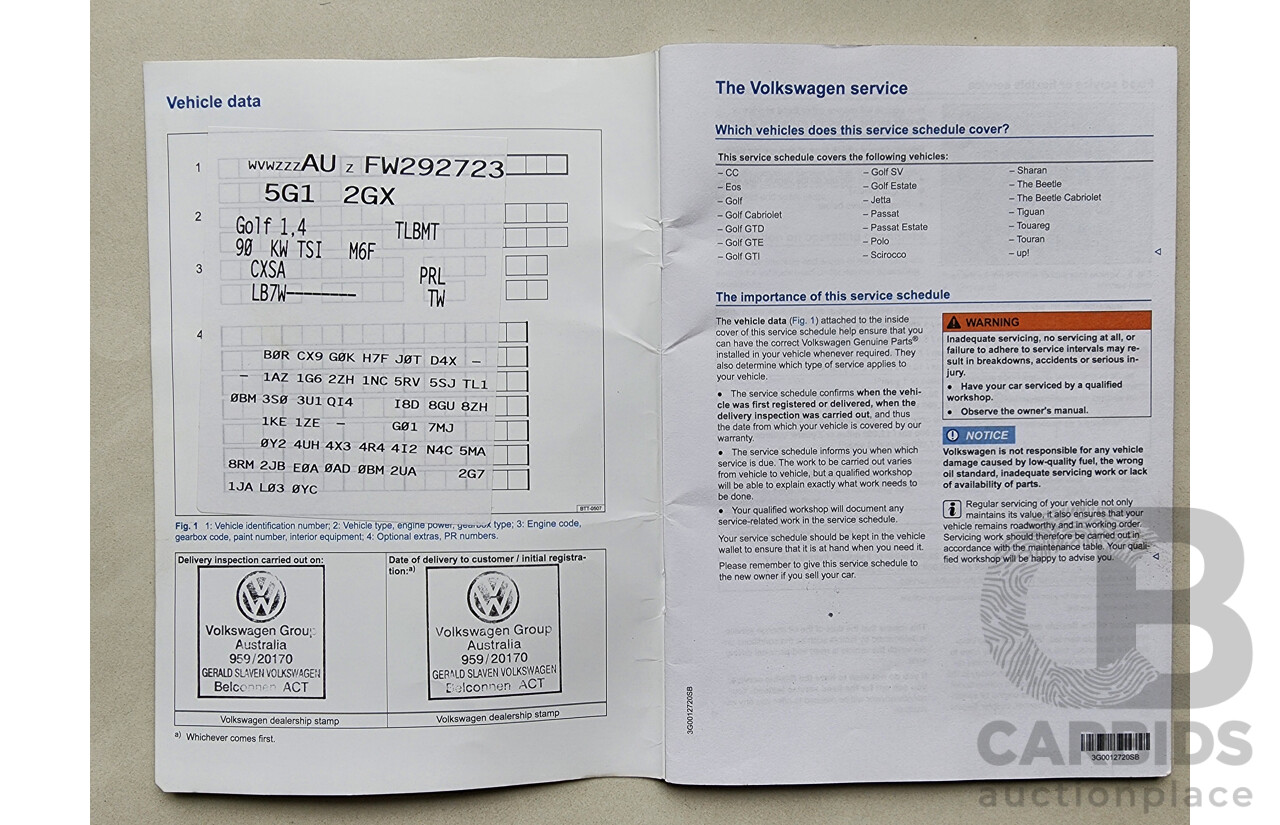 Vehicle data
1 WVWZZZAU Z FW292723
5G1 2GX
2 Golf 1,4 TLBMT
90 KW TSI M6F
3 CXSA PRL
LB7W-------- TW
4
B0R CX9 G0K H7F J0T D4X –
– 1AZ 1G6 2ZH 1NC 5RV 5SJ TL1
0BM 3S0 3U1 QI4 I8D 8GU 8ZH
1KE 1ZE – G01 7MJ
0Y2 4UH 4X3 4R4 4I2 N4C 5MA
8RM 2JB E0A 0AD 0BM 2UA 2G7
1JA L03 0YC
BTT-0507
Fig. 1 1: Vehicle identification number; 2: Vehicle type, engine power, gearbox type; 3: Engine code,
gearbox code, paint number, interior equipment; 4: Optional extras, PR numbers.
Delivery inspection carried out on:
Volkswagen Group
Australia
959/20170
GERALD SLAVEN VOLKSWAGEN
Belconnen ACT
Volkswagen dealership stamp
Date of delivery to customer / initial registra-
tion:a)
Volkswagen Group
Australia
959/20170
GERALD SLAVEN VOLKSWAGEN
Belconnen ACT
Volkswagen dealership stamp
a) Whichever comes first.
The Volkswagen service
Which vehicles does this service schedule cover?
This service schedule covers the following vehicles:
– CC
– Eos
– Golf
– Golf Cabriolet
– Golf GTD
– Golf GTE
– Golf GTI
– Golf SV
– Golf Estate
– Jetta
– Passat
– Passat Estate
– Polo
– Scirocco
– Sharan
– The Beetle
– The Beetle Cabriolet
– Tiguan
– Touareg
– Touran
– up!
The importance of this service schedule
The vehicle data (Fig. 1) attached to the inside
cover of this service schedule help ensure that you
can have the correct Volkswagen Genuine Parts®
installed in your vehicle whenever required. They
also determine which type of service applies to
your vehicle.
● The service schedule confirms when the vehi-
cle was first registered or delivered, when the
delivery inspection was carried out, and thus
the date from which your vehicle is covered by our
warranty.
● The service schedule informs you when which
service is due. The work to be carried out varies
from vehicle to vehicle, but a qualified workshop
will be able to explain exactly what work needs to
be done.
● Your qualified workshop will document any
service-related work in the service schedule.
Your service schedule should be kept in the vehicle
wallet to ensure that it is at hand when you need it.
Please remember to give this service schedule to
the new owner if you sell your car.
WARNING
Inadequate servicing, no servicing at all, or
failure to adhere to service intervals may re-
sult in breakdowns, accidents or serious in-
jury.
● Have your car serviced by a qualified
workshop.
● Observe the owner's manual.
NOTICE
Volkswagen is not responsible for any vehicle
damage caused by low-quality fuel, the wrong
oil standard, inadequate servicing work or lack
of availability of parts.
Regular servicing of your vehicle not only
maintains its value, it also ensures that your
vehicle remains roadworthy and in working order.
Servicing work should therefore be carried out in
accordance with the maintenance table. Your quali-
fied workshop will be happy to advise you.
3G0012720SB
3G0012720SB
CB
CARBIDS
auctionplace